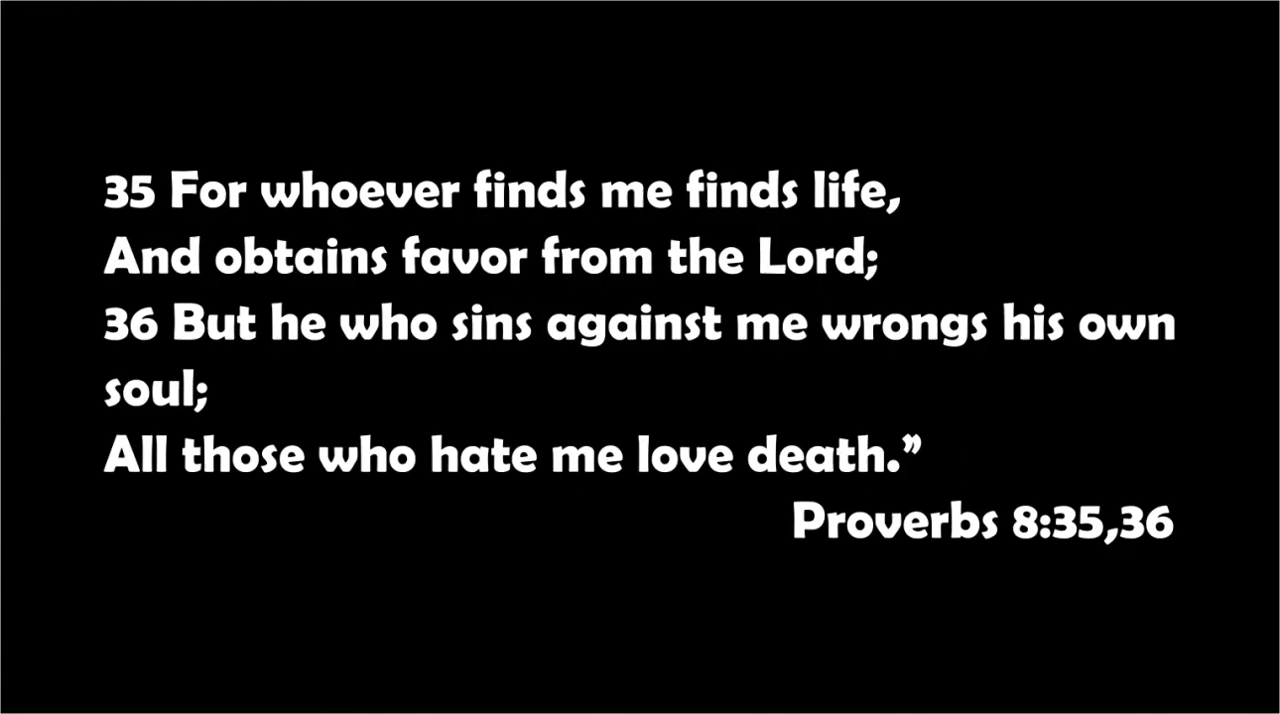 35 For whoever finds me finds life,
And obtains favor from the Lord;
36 But he who sins against me wrongs his own
soul;
All those who hate me love death.”
Proverbs 8:35,36